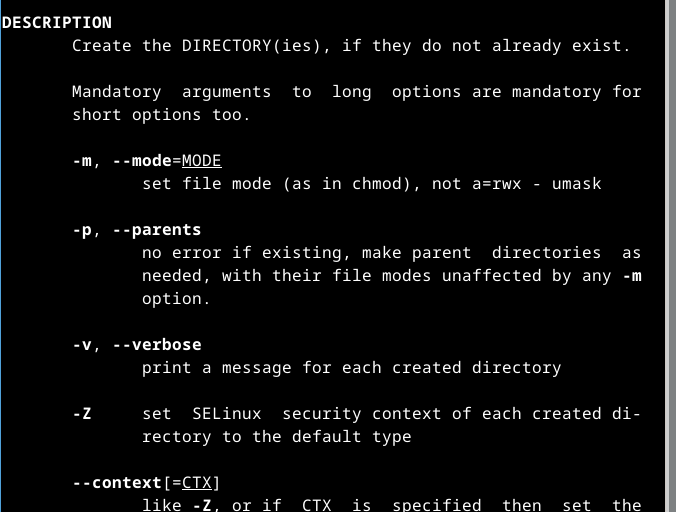 DESCRIPTION
Create the DIRECTORY(ies), if they do not already exist.
Mandatory arguments to long options are mandatory for
short options too.
-m, --mode=MODE
set file mode (as in chmod), not a=rwx - umask
-p, --parents
no error if existing, make parent directories as
needed, with their file modes unaffected by any -m
option.
-v, --verbose
print a message for each created directory
-Z set SELinux security context of each created di-
rectory to the default type
--context[=CTX]
like -Z, or if CTX is specified then set the